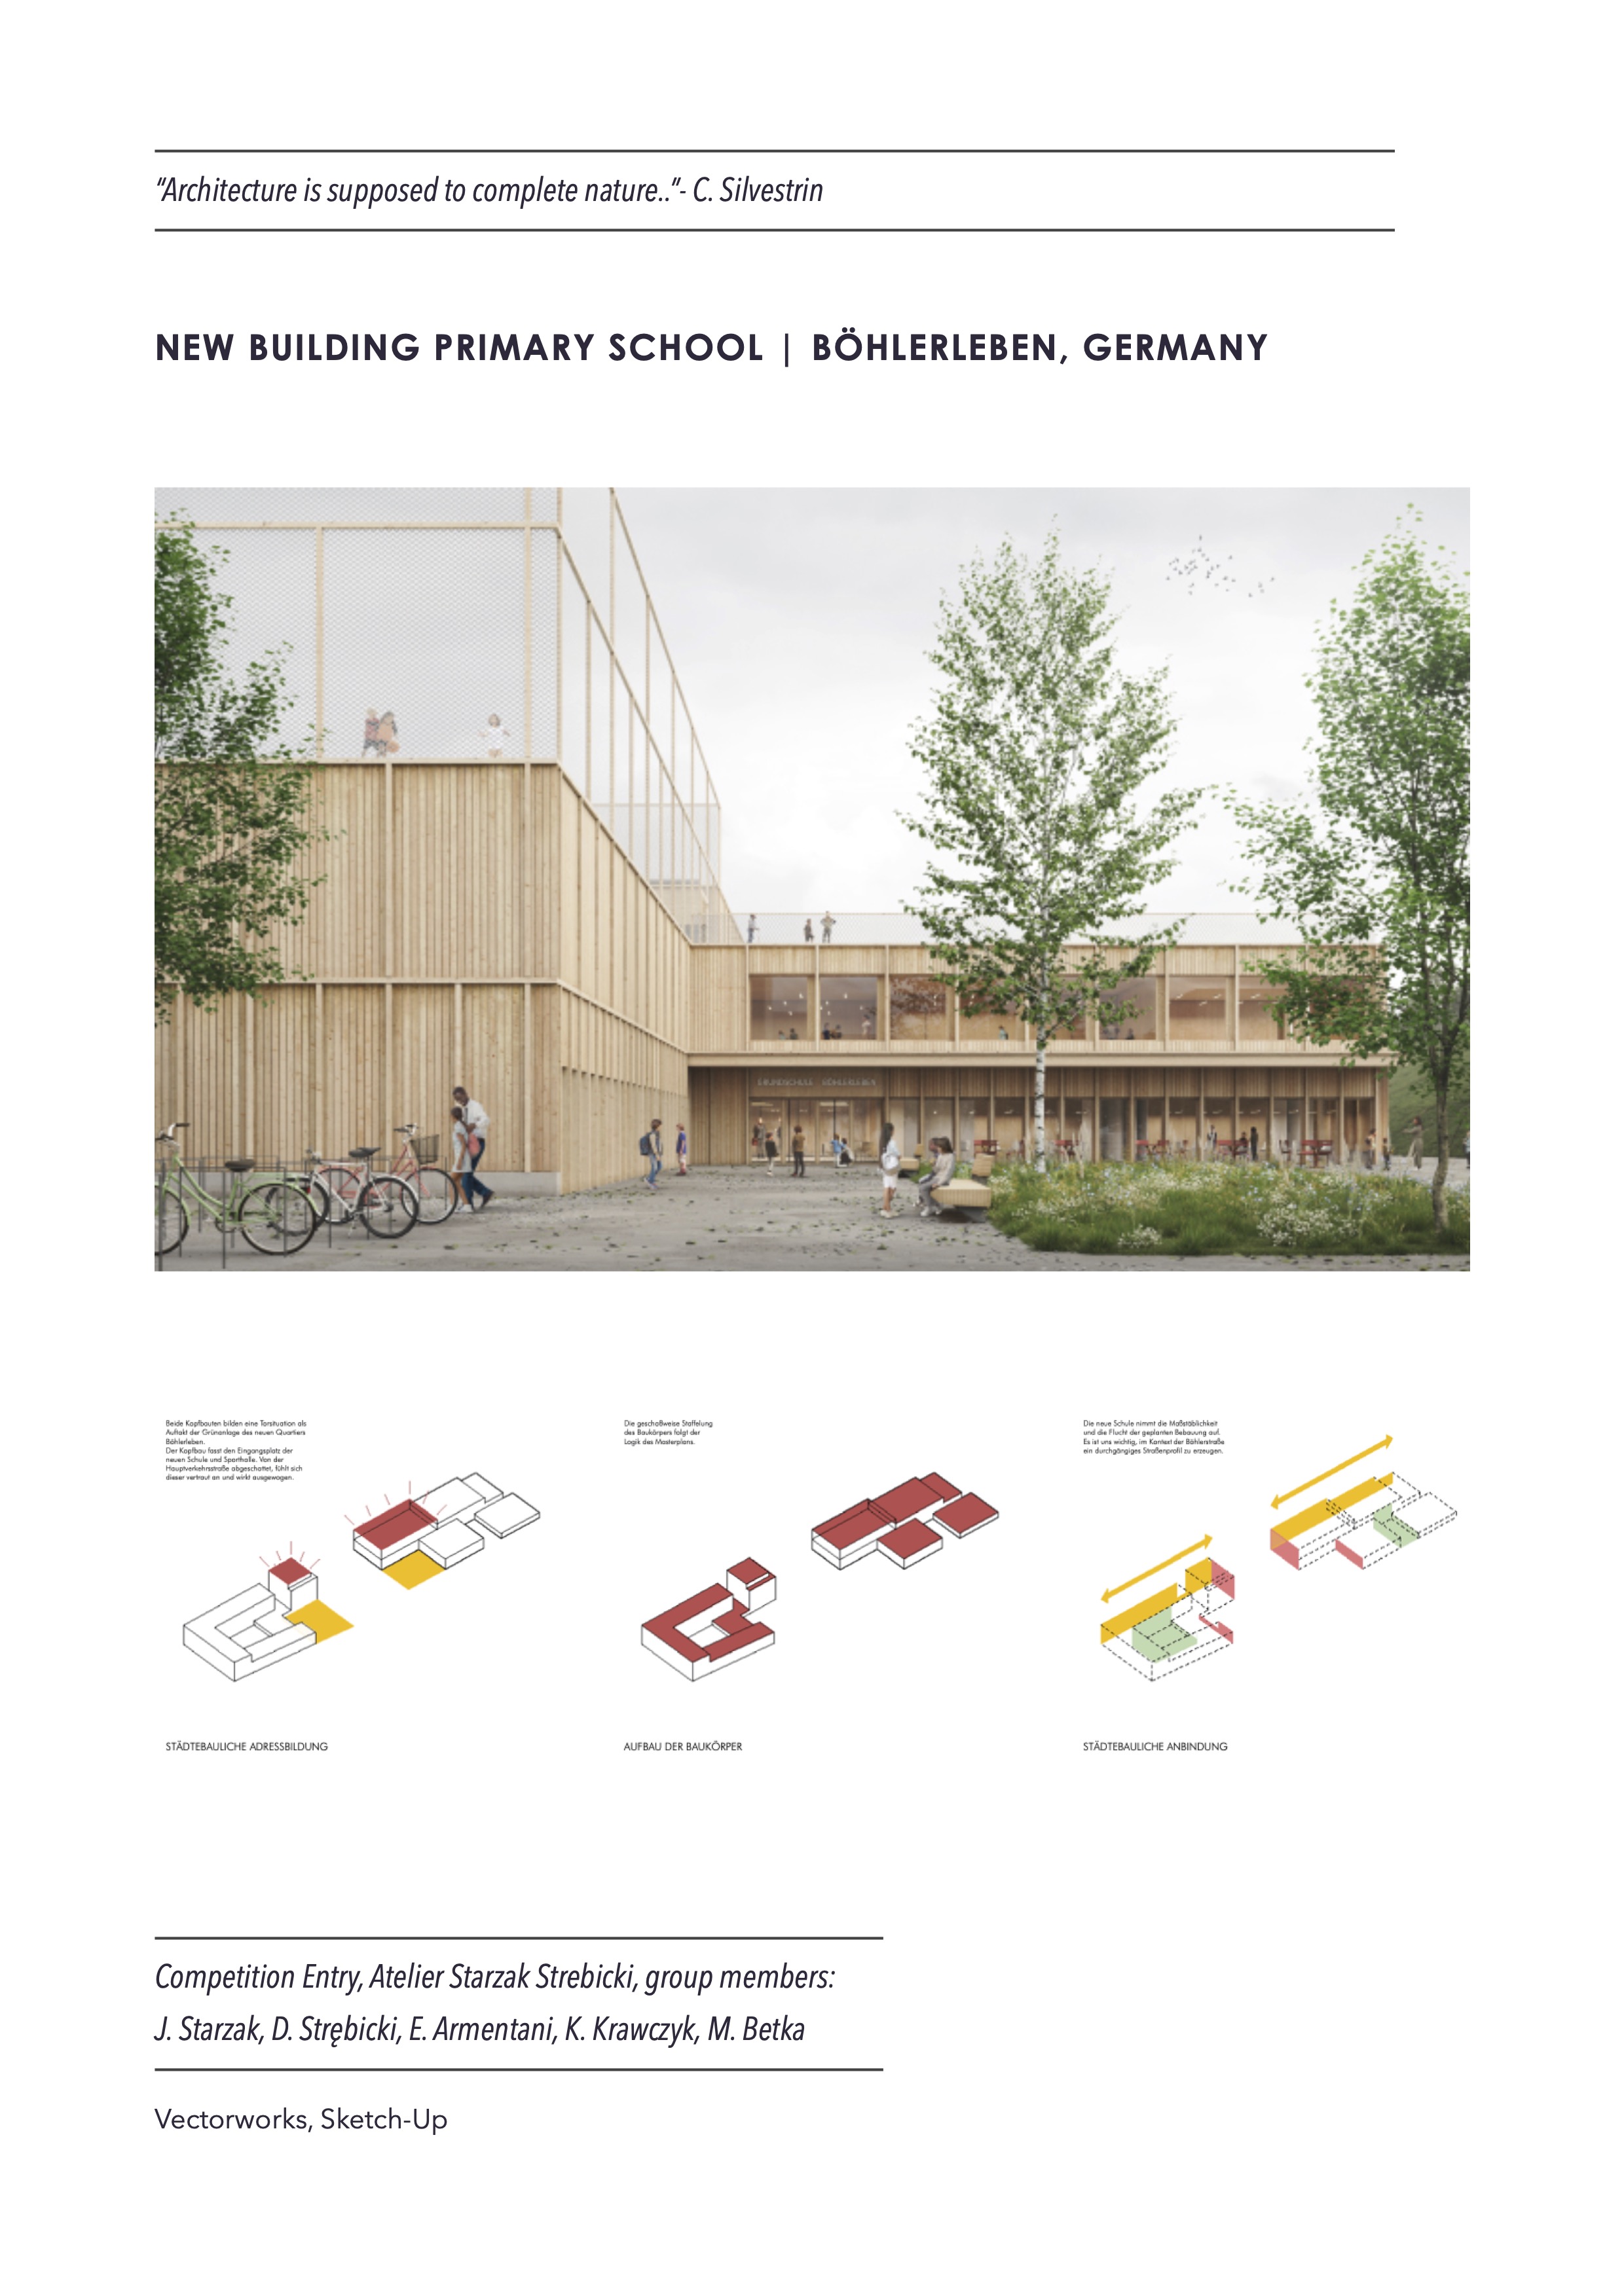 “Architecture is supposed to complete nature..”- C. Silvestrin
NEW BUILDING PRIMARY SCHOOL | BÖHLERLEBEN, GERMANY
GRUNDSCHULE BÖHLERLEBEN
Beide Kopfbauten bilden eine Torsituation als
Auftakt der Grünanlage des neuen Quartiers
Böhlerleben.
Der Kopfbau fasst den Eingangsplatz der
neuen Schule und Sporthalle. Von der
Hauptverkehrsstraße abgeschottet, fühlt sich
dieser vertraut an und wirkt ausgewogen.
STÄDTEBAULICHE ADRESSBILDUNG
Die geschoßweise Staffelung
des Baukörpers folgt der
Logik des Masterplans.
AUFBAU DER BAUKÖRPER
Die neue Schule nimmt die Maßstäblichkeit
und die Flucht der geplanten Bebauung auf.
Es ist uns wichtig, im Kontext der Böhlerstraße
ein durchgängiges Straßenprofil zu erzeugen.
STÄDTEBAULICHE ANBINDUNG
Competition Entry, Atelier Starzak Strebicki, group members:
J. Starzak, D. Strębicki, E. Armentani, K. Krawczyk, M. Betka
Vectorworks, Sketch-Up